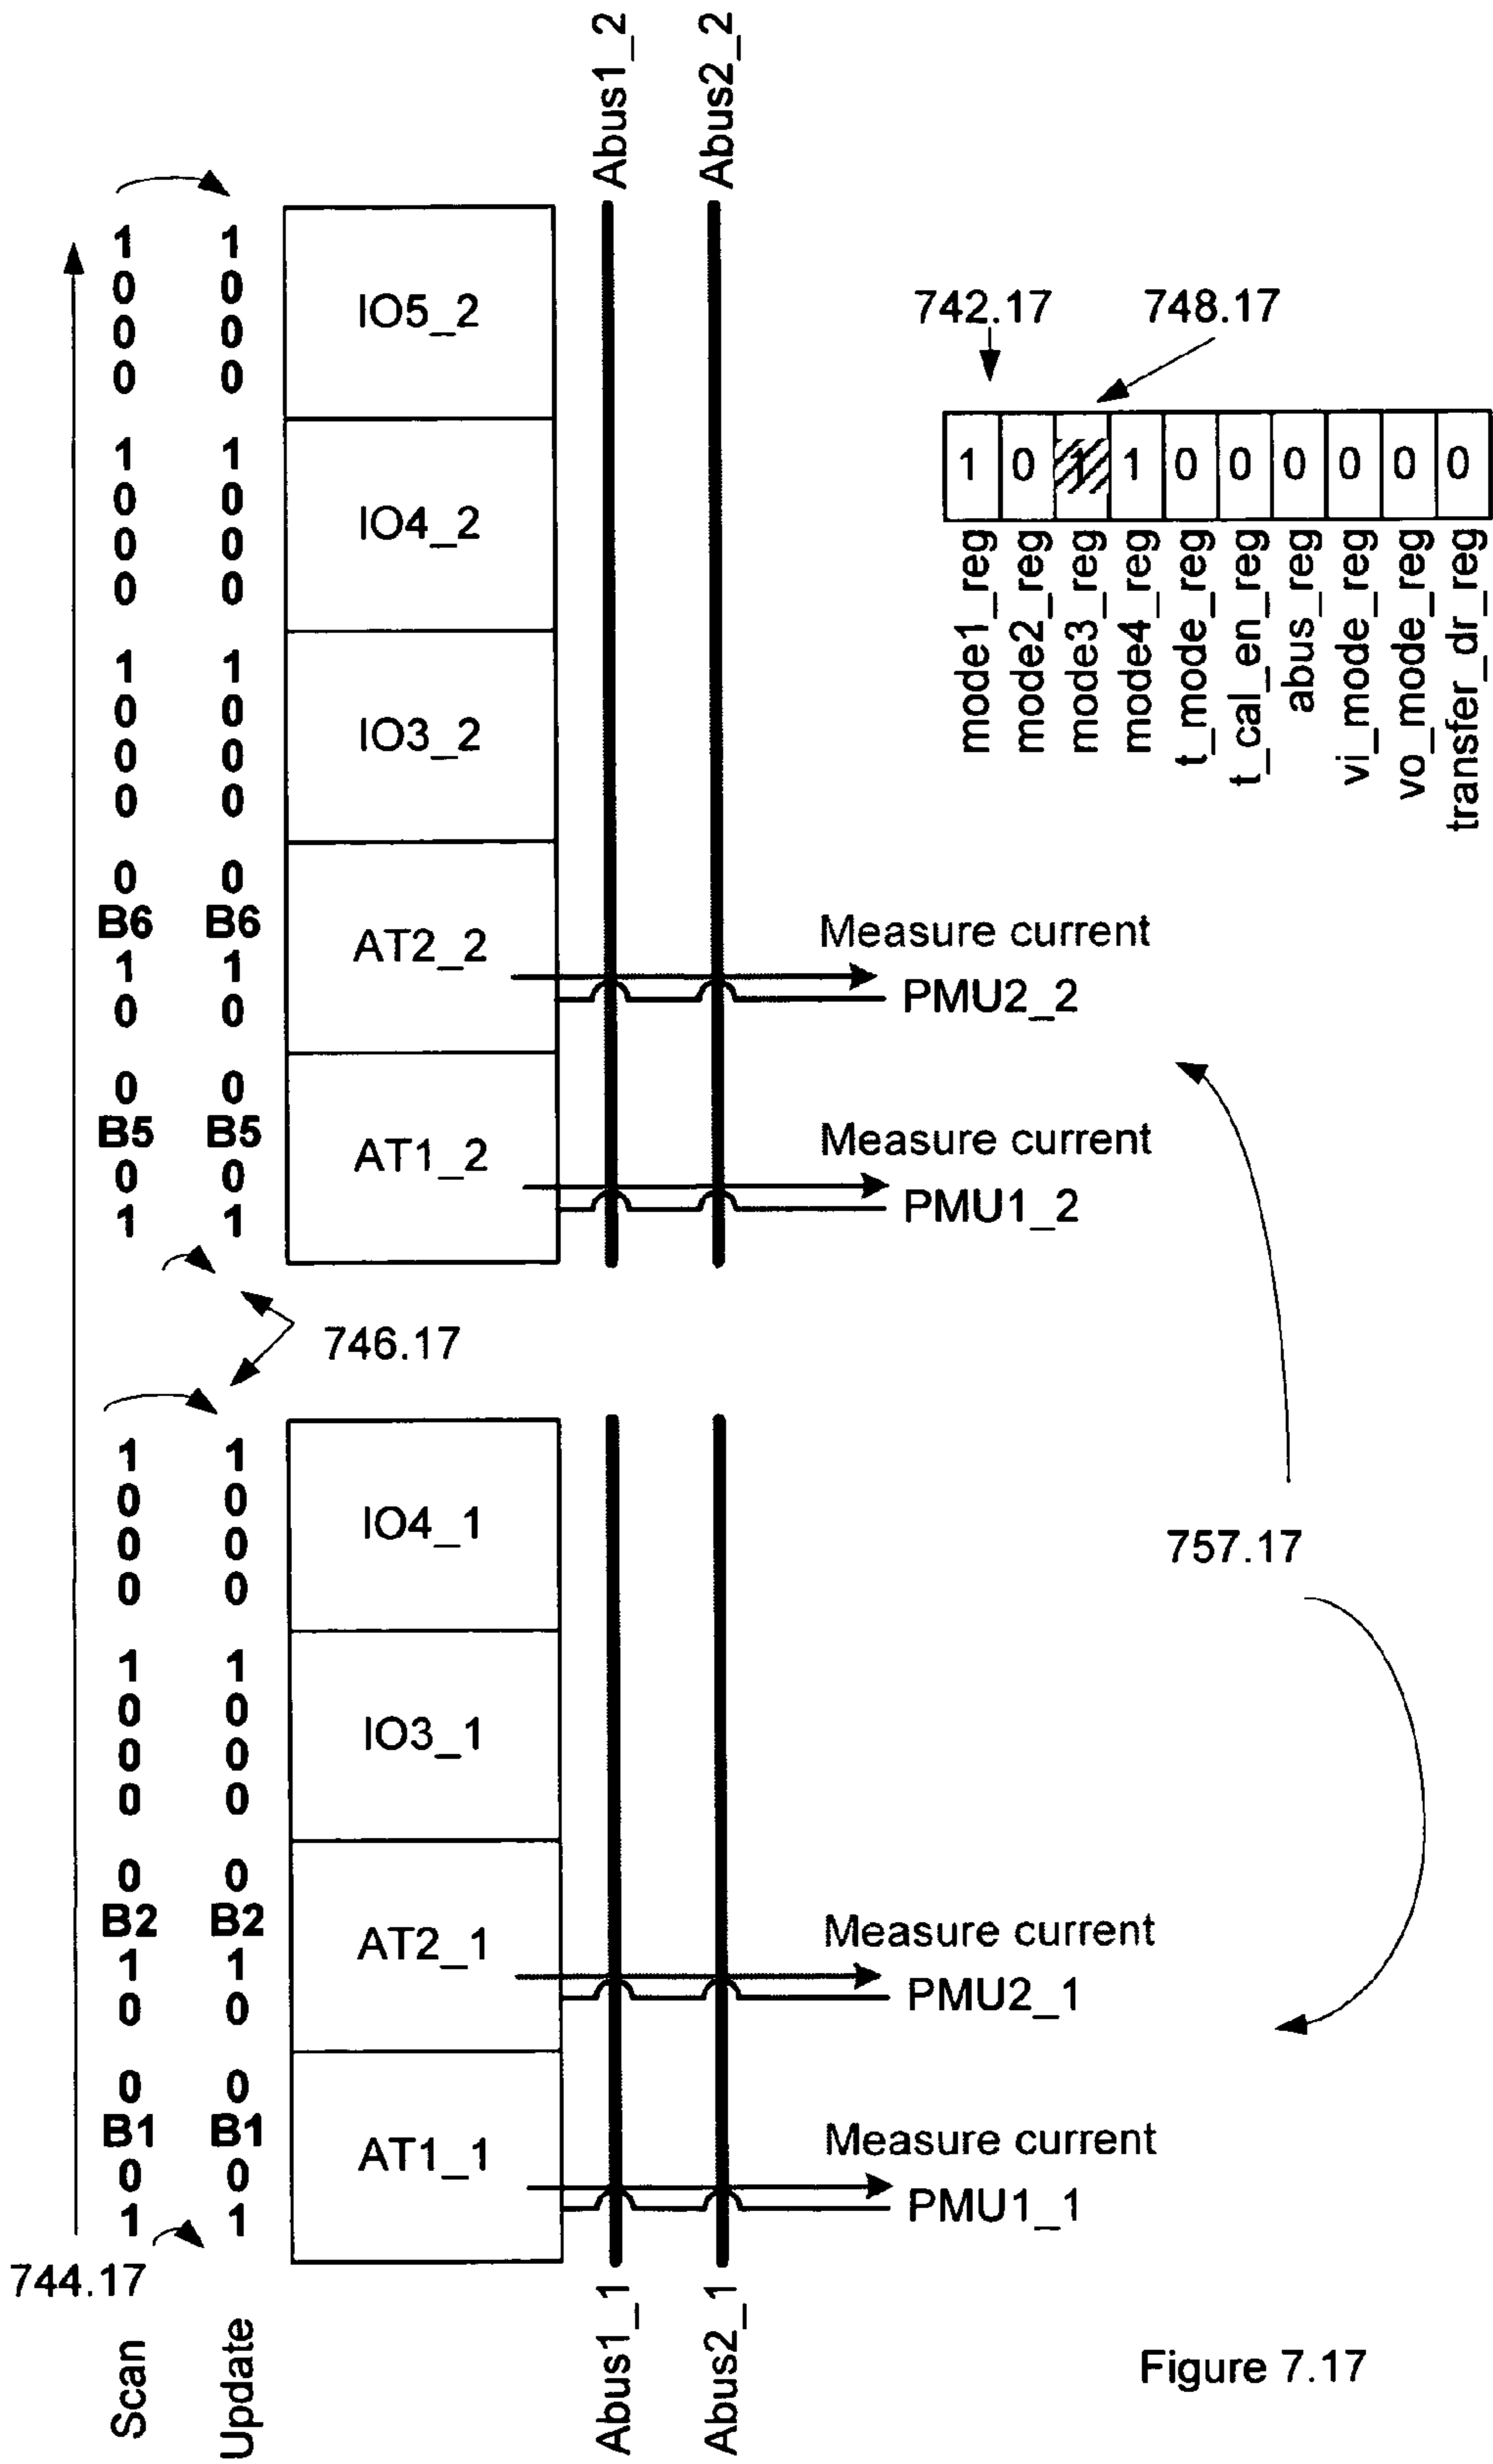 Abus1_2
Abus2_2
1 1
0 0
0 0
0 0
IO5_2
742.17
748.17
1 0 1 1 0 0 0 0 0 0
mode1_reg
mode2_reg
mode3_reg
mode4_reg
t_mode_reg
t_cal_en_reg
abus_reg
vi_mode_reg
vo_mode_reg
transfer_dr_reg
1 1
0 0
0 0
0 0
IO4_2
1 1
0 0
0 0
0 0
IO3_2
0 0
B6 B6
1 1
0 0
AT2_2
Measure current
PMU2_2
0 0
B5 B5
0 0
1 1
AT1_2
Measure current
PMU1_2
746.17
1 1
0 0
0 0
0 0
IO4_1
757.17
1 1
0 0
0 0
0 0
IO3_1
0 0
B2 B2
1 1
0 0
AT2_1
Measure current
PMU2_1
0 0
B1 B1
0 0
1 1
AT1_1
Measure current
PMU1_1
744.17
Scan
Update
Abus1_1
Abus2_1
Figure 7.17